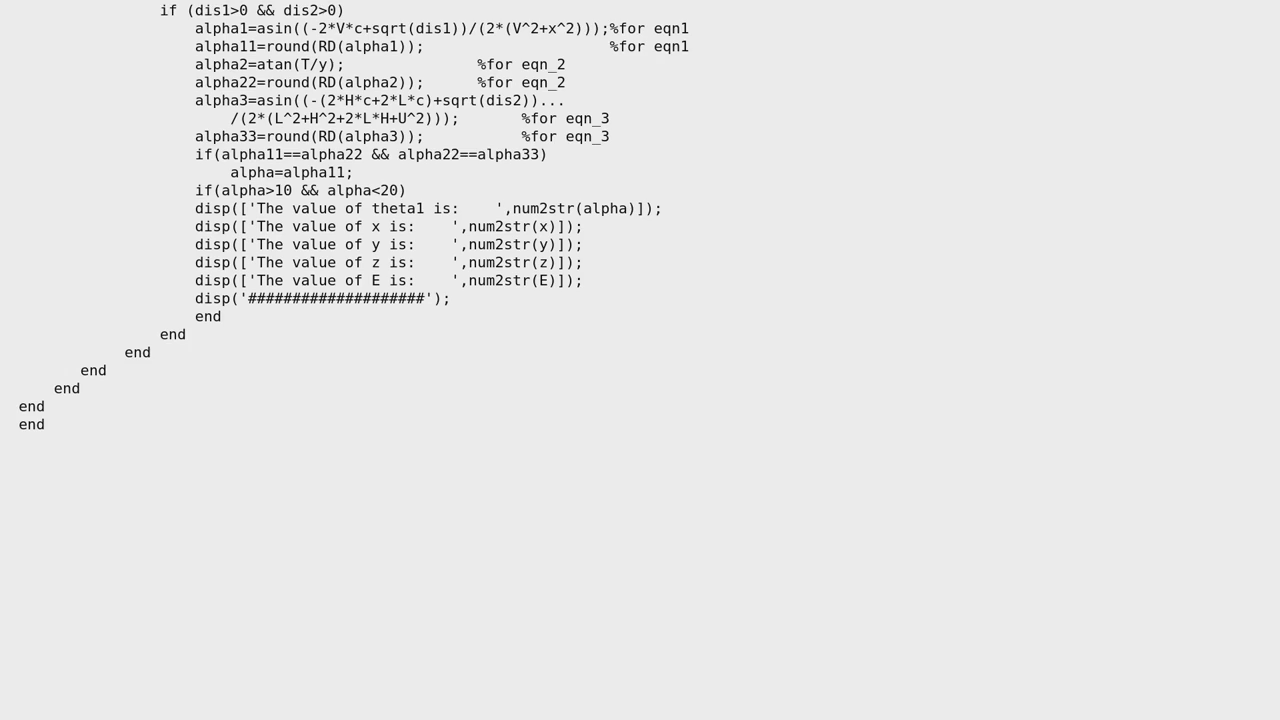 if (dis1>0 && dis2>0)
alpha1=asin((-2*V*c+sqrt(dis1))/(2*(V^2+x^2)));%for eqn1
alpha11=round(RD(alpha1)); %for eqn1
alpha2=atan(T/y); %for eqn_2
alpha22=round(RD(alpha2)); %for eqn_2
alpha3=asin((-(2*H*c+2*L*c)+sqrt(dis2))...
/(2*(L^2+H^2+2*L*H+U^2))); %for eqn_3
alpha33=round(RD(alpha3)); %for eqn_3
if(alpha11==alpha22 && alpha22==alpha33)
alpha=alpha11;
if(alpha>10 && alpha<20)
disp(['The value of theta1 is:    ',num2str(alpha)]);
disp(['The value of x is:    ',num2str(x)]);
disp(['The value of y is:    ',num2str(y)]);
disp(['The value of z is:    ',num2str(z)]);
disp(['The value of E is:    ',num2str(E)]);
disp('####################');
end
end
end
end
end
end
end